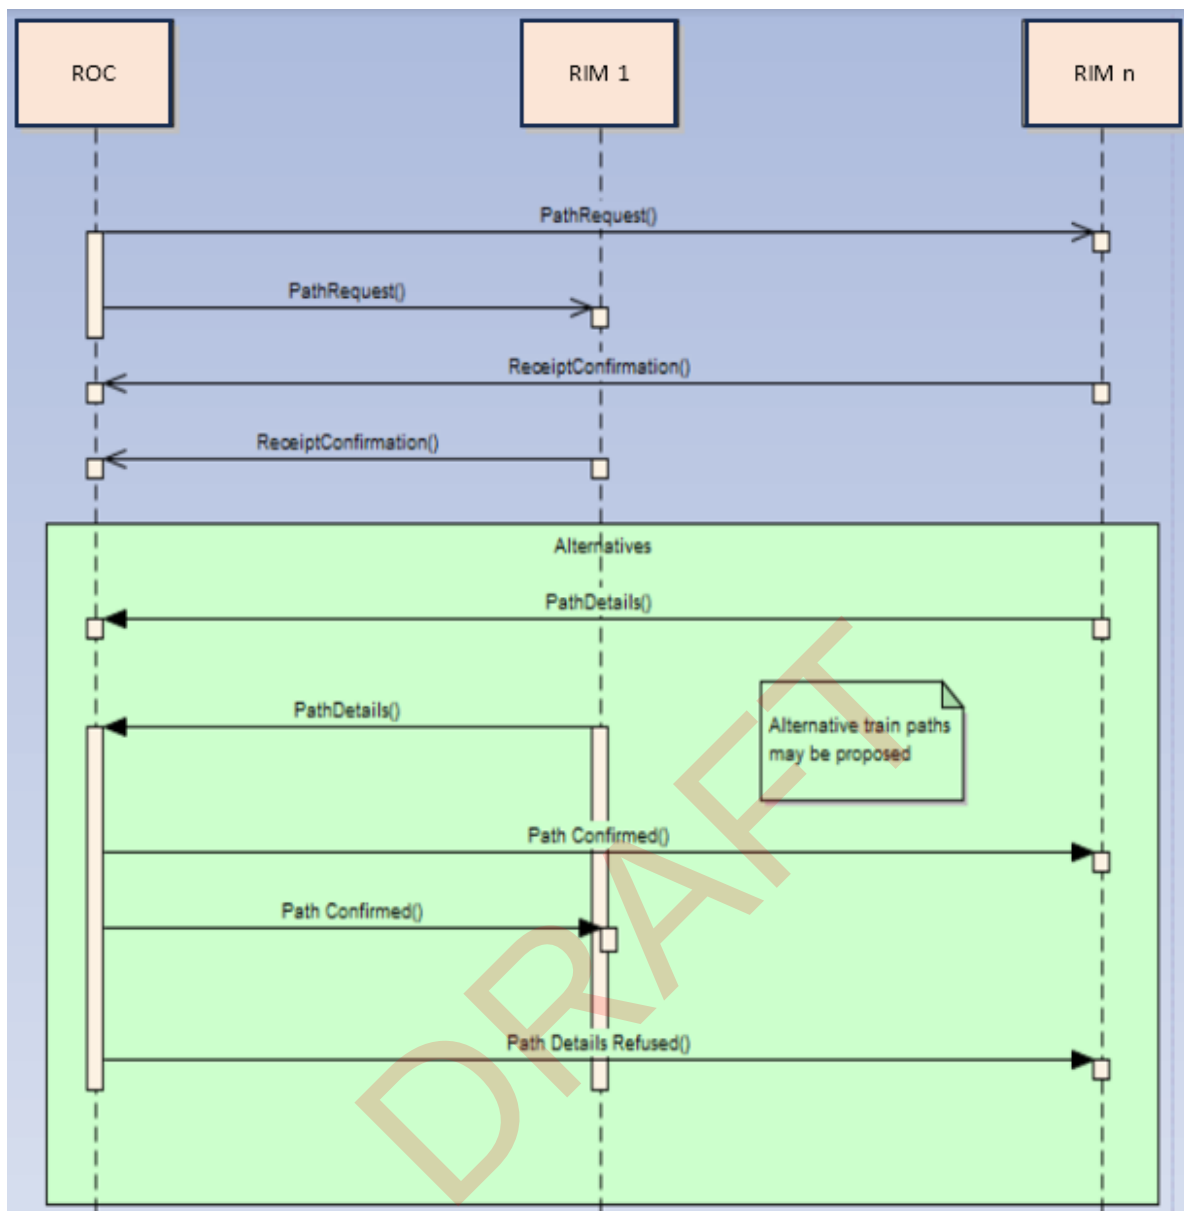 ROC
RIM 1
RIM n
PathRequest()
PathRequest()
ReceiptConfirmation()
ReceiptConfirmation()
Alternatives
PathDetails()
PathDetails()
Alternative train paths
may be proposed
Path Confirmed()
Path Confirmed()
Path Details Refused()
DRAFT